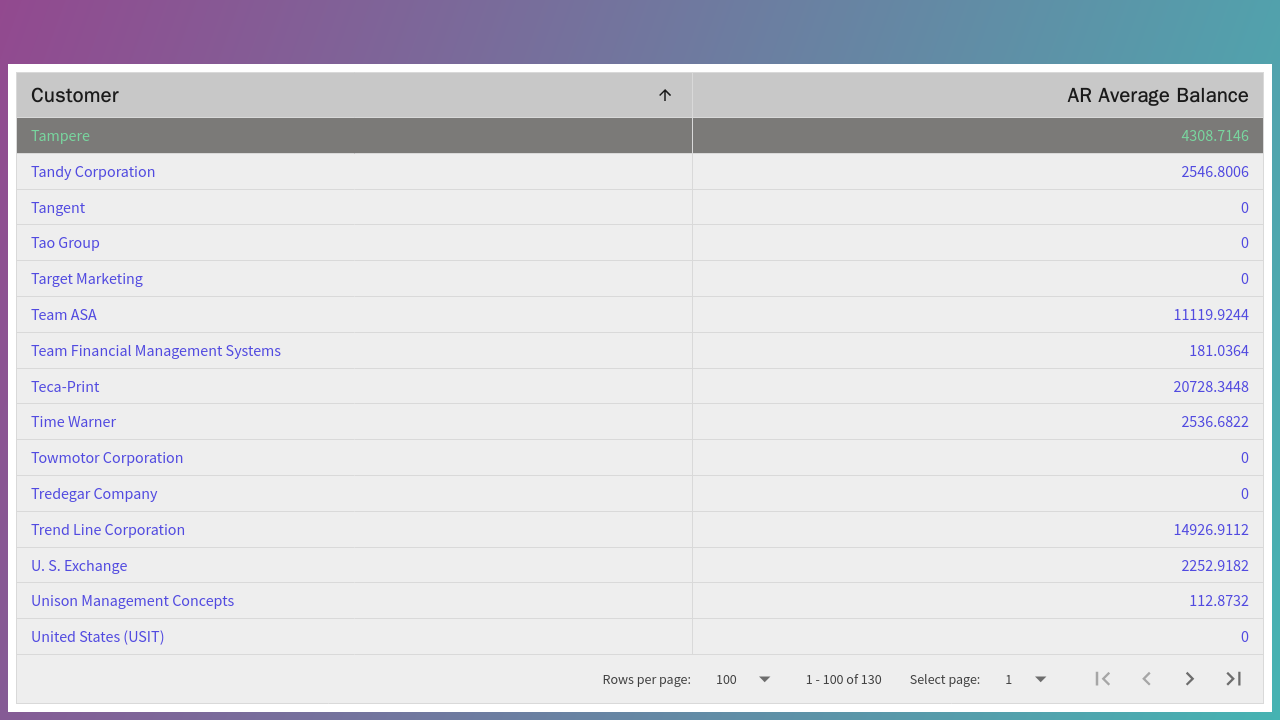 Customer AR Average Balance
Tampere 4308.7146
Tandy Corporation 2546.8006
Tangent 0
Tao Group 0
Target Marketing 0
Team ASA 11119.9244
Team Financial Management Systems 181.0364
Teca-Print 20728.3448
Time Warner 2536.6822
Towmotor Corporation 0
Tredegar Company 0
Trend Line Corporation 14926.9112
U. S. Exchange 2252.9182
Unison Management Concepts 112.8732
United States (USIT) 0
Rows per page: 100 1 - 100 of 130 Select page: 1